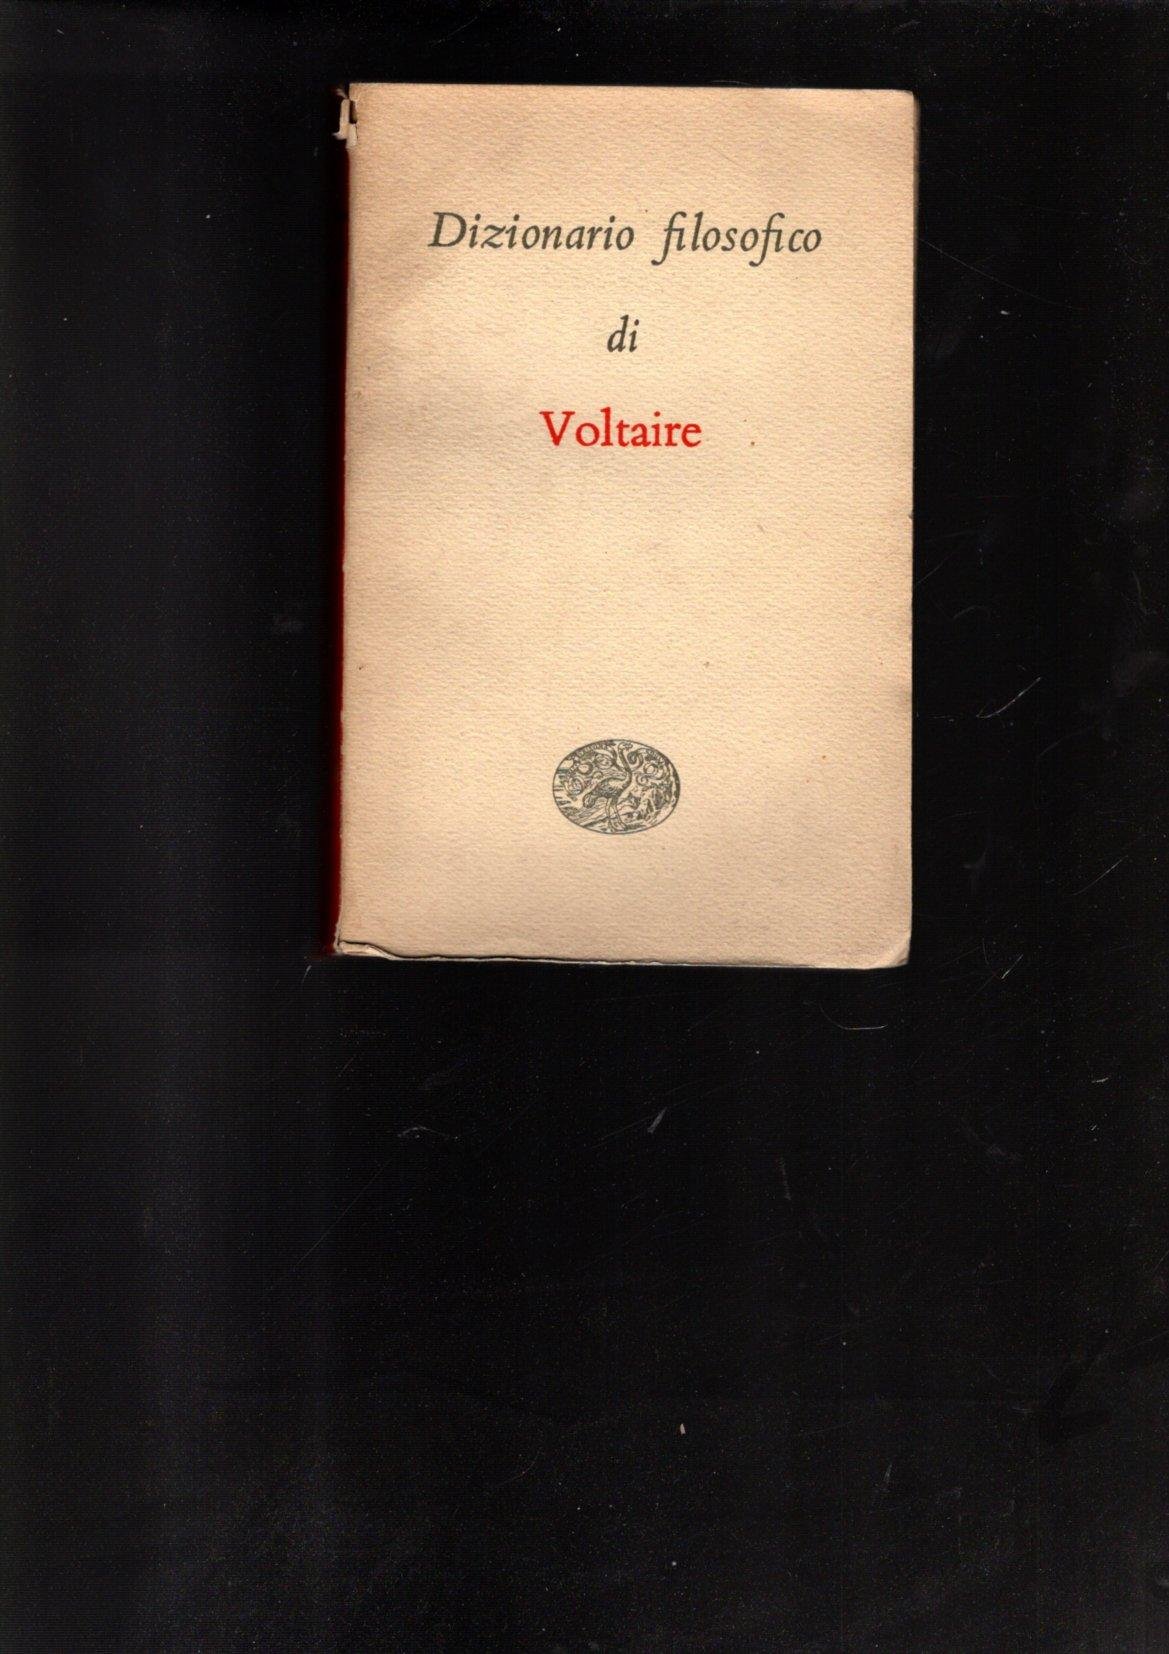 Dizionario filosofico
di
Voltaire